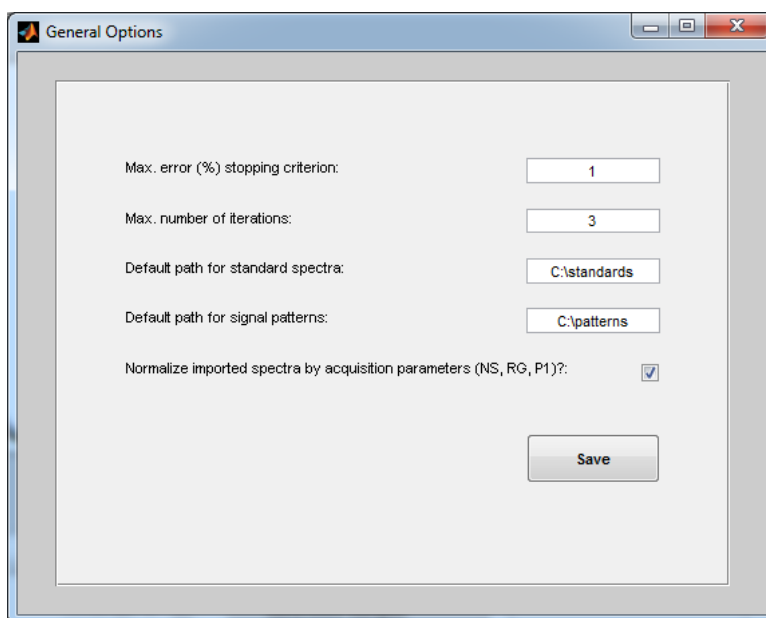 General Options
Max. error (%) stopping criterion: 1
Max. number of iterations: 3
Default path for standard spectra: C:\standards
Default path for signal patterns: C:\patterns
Normalize imported spectra by acquisition parameters (NS, RG, P1)?:
Save